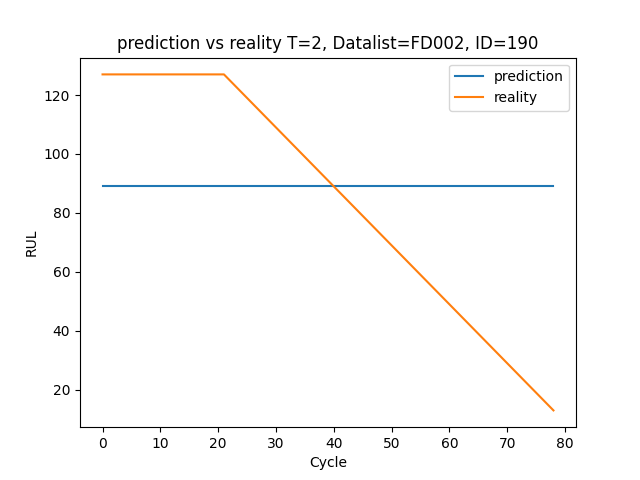 prediction vs reality T=2, Datalist=FD002, ID=190
prediction
reality
120
100
80
60
40
20
RUL
0 10 20 30 40 50 60 70 80
Cycle